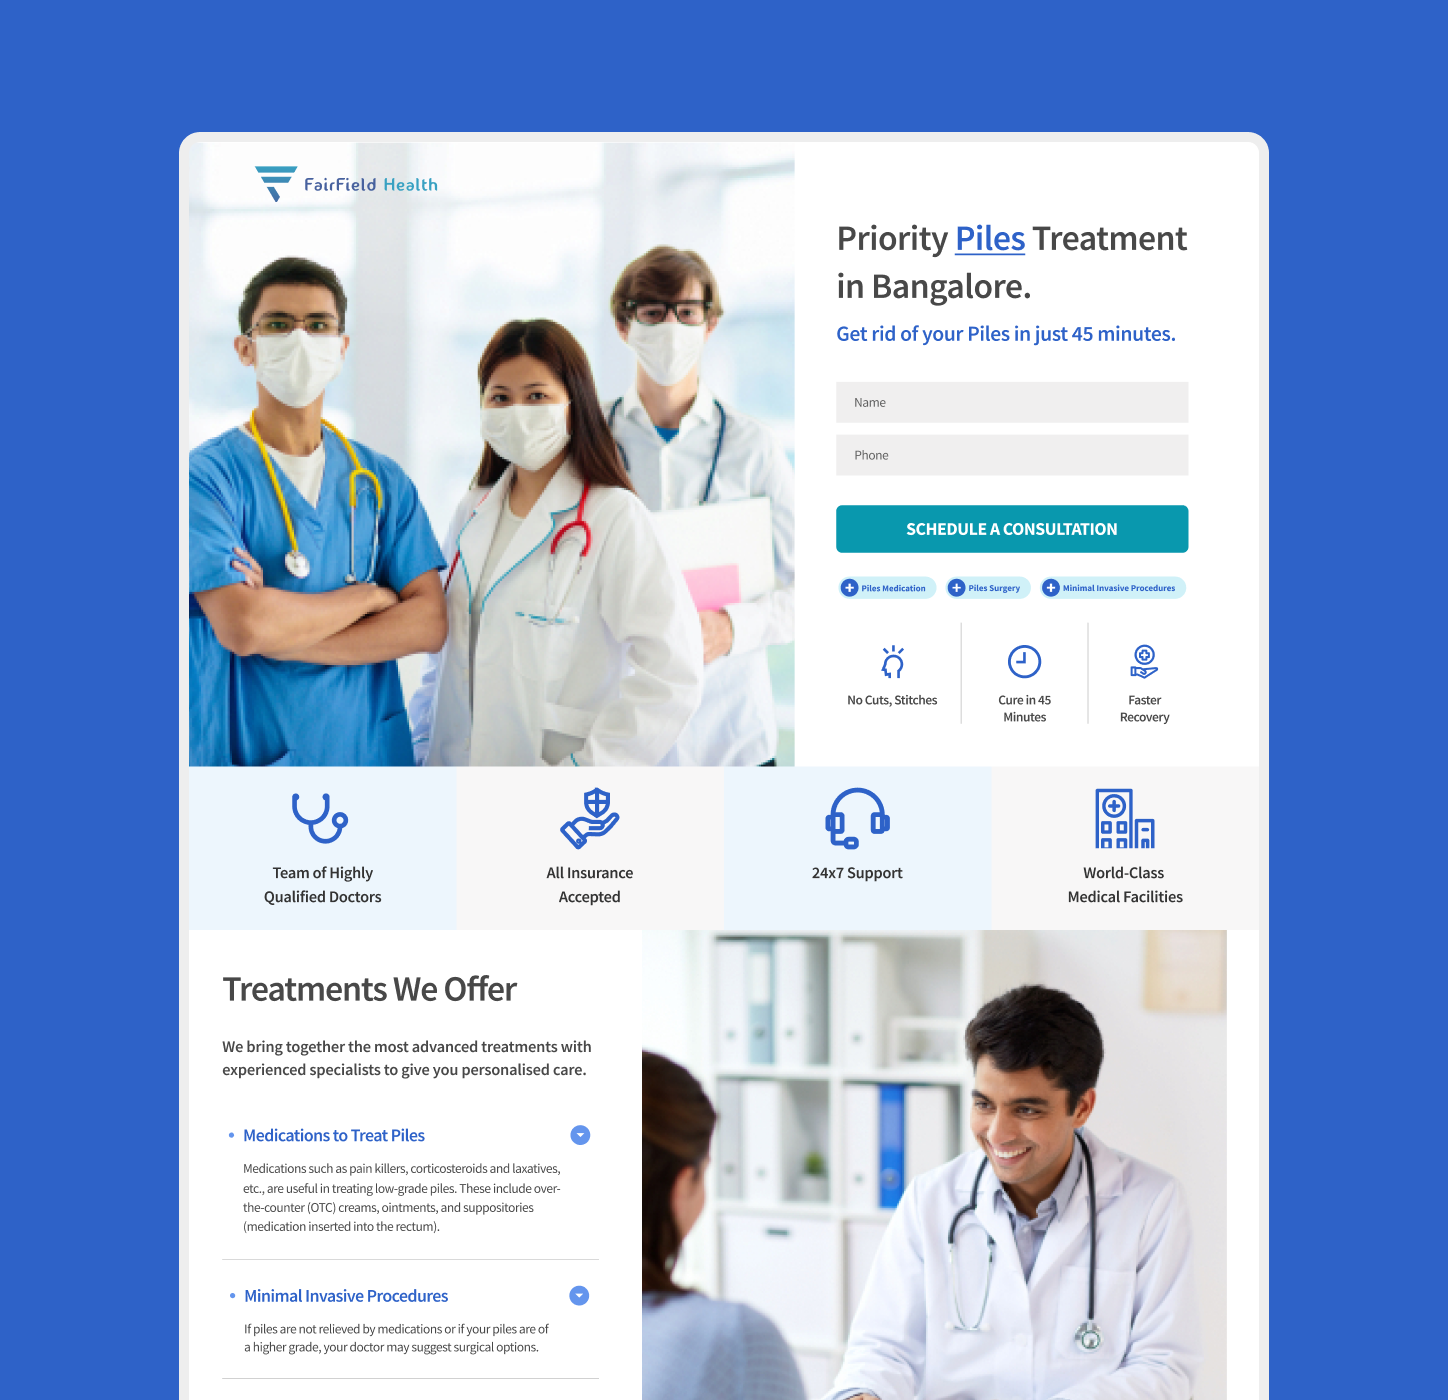 FairField Health
Priority Piles Treatment
in Bangalore.
Get rid of your Piles in just 45 minutes.
Name
Phone
SCHEDULE A CONSULTATION
Piles Medication
Piles Surgery
Minimal Invasive Procedures
No Cuts, Stitches
Cure in 45
Minutes
Faster
Recovery
Team of Highly
Qualified Doctors
All Insurance
Accepted
24x7 Support
World-Class
Medical Facilities
Treatments We Offer
We bring together the most advanced treatments with
experienced specialists to give you personalised care.
Medications to Treat Piles
Medications such as pain killers, corticosteroids and laxatives,
etc., are useful in treating low-grade piles. These include over-
the-counter (OTC) creams, ointments, and suppositories
(medication inserted into the rectum).
Minimal Invasive Procedures
If piles are not relieved by medications or if your piles are of
a higher grade, your doctor may suggest surgical options.